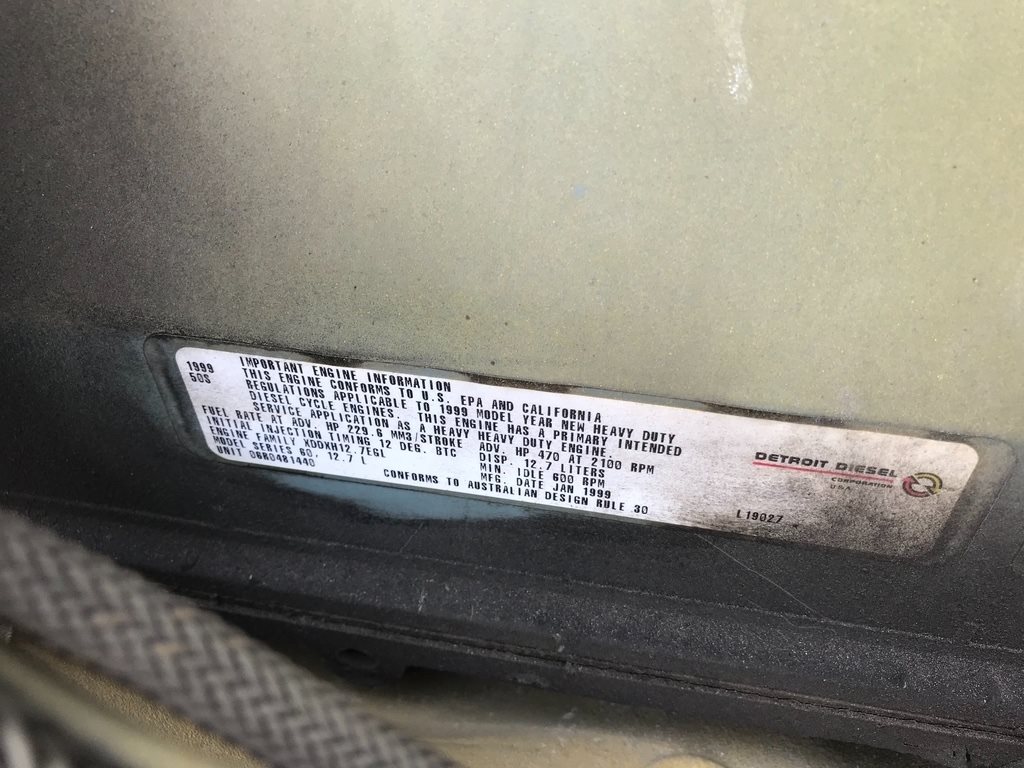 1999
50S
IMPORTANT ENGINE INFORMATION
THIS ENGINE CONFORMS TO U.S. EPA AND CALIFORNIA
REGULATIONS APPLICABLE TO 1999 MODEL YEAR NEW HEAVY DUTY
DIESEL CYCLE ENGINES. THIS ENGINE HAS A PRIMARY INTENDED
SERVICE APPLICATION AS A HEAVY HEAVY DUTY ENGINE.
FUEL RATE AT ADV. HP 229.6 MM3/STROKE ADV. HP 470 AT 2100 RPM
INITIAL INJECTION TIMING 12 DEG. BTC DISP. 12.7 LITERS
ENGINE FAMILY XDDXH12.7EGL MIN. IDLE 600 RPM
MODEL SERIES 60, 12.7 L MFG. DATE JAN 1999
UNIT 06R0481440 CONFORMS TO AUSTRALIAN DESIGN RULE 30
L19027
DETROIT DIESEL
CORPORATION
USA